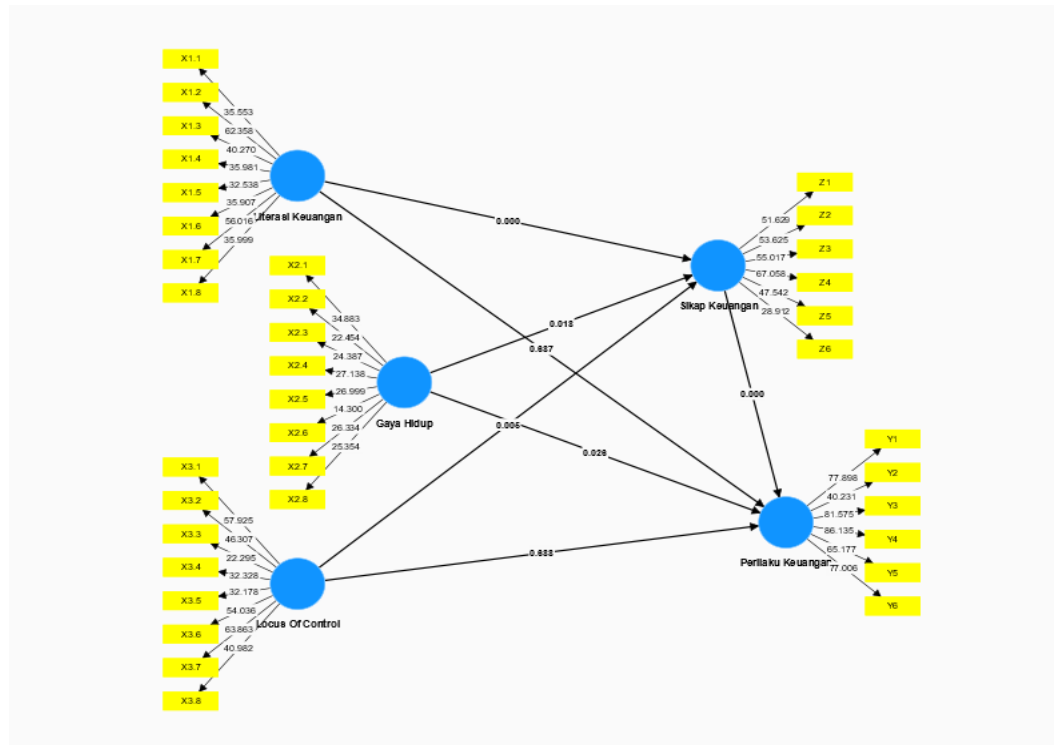 X1.1
X1.2
X1.3
X1.4
X1.5
X1.6
X1.7
X1.8
35.553
62.358
40.270
35.981
32.538
35.907
56.016
35.999
Literasi Keuangan
X2.1
X2.2
X2.3
X2.4
X2.5
X2.6
X2.7
X2.8
34.883
22.454
24.387
27.138
26.999
14.300
26.334
25.354
Gaya Hidup
X3.1
X3.2
X3.3
X3.4
X3.5
X3.6
X3.7
X3.8
57.925
46.307
22.295
32.328
32.178
54.036
63.863
40.982
Locus Of Control
0.000
0.013
0.687
0.005
0.026
0.000
Z1
Z2
Z3
Z4
Z5
Z6
51.629
53.625
55.017
67.058
47.542
28.912
Sikap Keuangan
Y1
Y2
Y3
Y4
Y5
Y6
77.898
40.231
81.575
86.135
65.177
77.006
Perilaku Keuangan